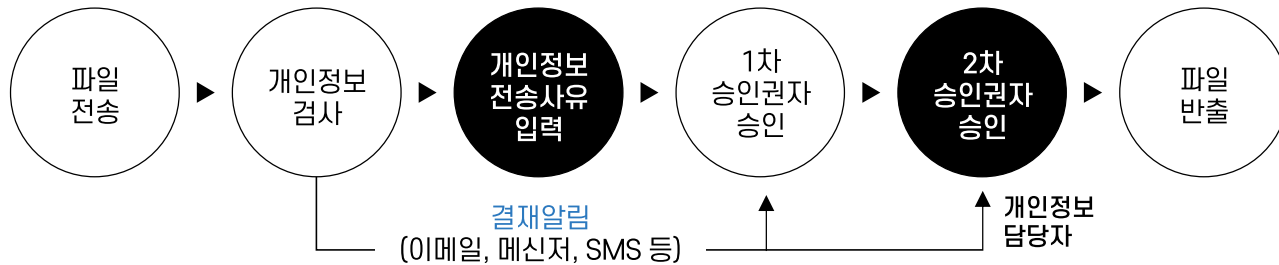 파일
전송
개인정보
검사
개인정보
전송사유
입력
1차
승인권자
승인
2차
승인권자
승인
파일
반출
결재알림
(이메일, 메신저, SMS 등)
개인정보
담당자